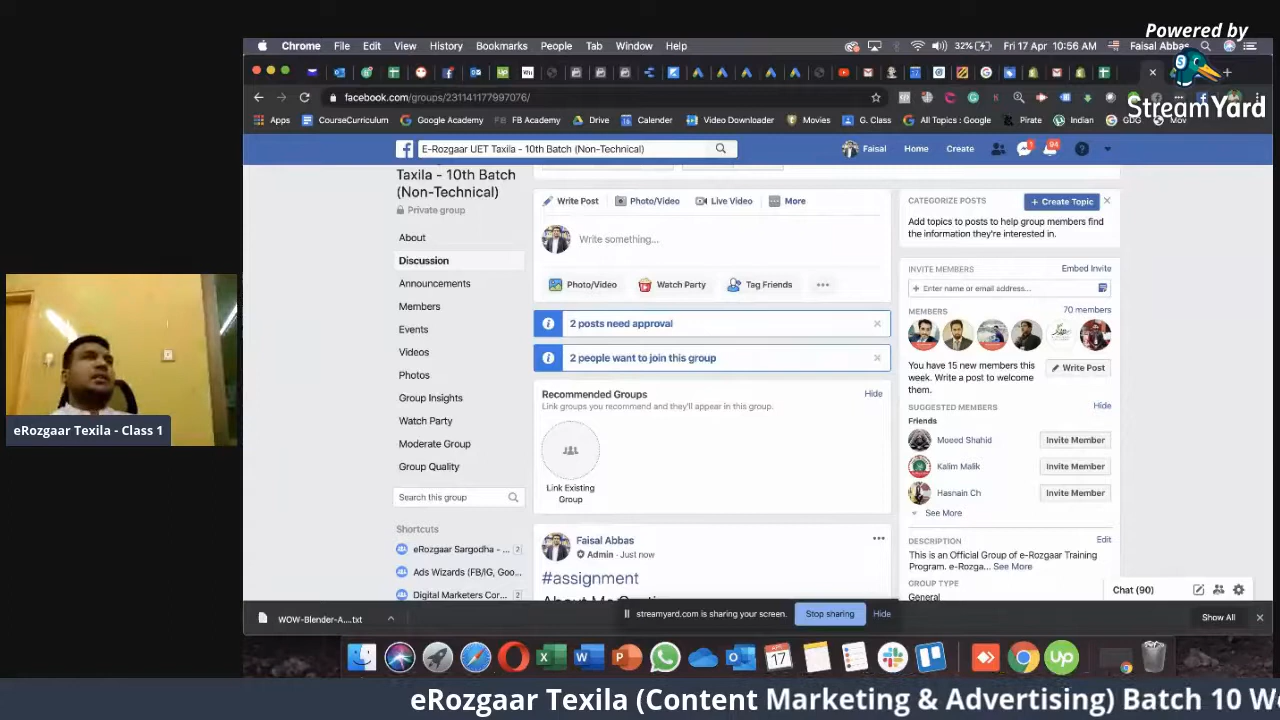 Powered by
StreamYard
Chrome File Edit View History Bookmarks People Tab Window Help 32% Fri 17 Apr 10:56 AM Faisal Abbas
facebook.com/groups/231141177997076/
Apps CourseCurriculum Google Academy FB Academy Drive Calender Video Downloader Movies G. Class All Topics : Google Pirate Indian GDG Mov
E-Rozgaar UET Taxila - 10th Batch (Non-Technical) Faisal Home Create 94
Taxila - 10th Batch
(Non-Technical)
Private group
About
Discussion
Announcements
Members
Events
Videos
Photos
Group Insights
Watch Party
Moderate Group
Group Quality
Search this group
Shortcuts
eRozgaar Sargodha - ... 2
Ads Wizards (FB/IG, Goo...
Digital Marketers Cor... 2
Write Post Photo/Video Live Video More
Write something...
Photo/Video Watch Party Tag Friends
2 posts need approval
2 people want to join this group
Recommended Groups Hide
Link groups you recommend and they'll appear in this group.
Link Existing
Group
Faisal Abbas
Admin · Just now
#assignment
CATEGORIZE POSTS + Create Topic
Add topics to posts to help group members find
the information they're interested in.
INVITE MEMBERS Embed Invite
+ Enter name or email address...
MEMBERS 70 members
You have 15 new members this
week. Write a post to welcome
them.
Write Post
SUGGESTED MEMBERS Hide
Friends
Moeed Shahid Invite Member
Kalim Malik Invite Member
Hasnain Ch Invite Member
See More
DESCRIPTION Edit
This is an Official Group of e-Rozgaar Training
Program. e-Rozga... See More
GROUP TYPE
General
Chat (90)
WOW-Blender-A....txt
streamyard.com is sharing your screen. Stop sharing Hide
Show All
eRozgaar Texila - Class 1
17
Up
eRozgaar Texila (Content Marketing & Advertising) Batch 10 W